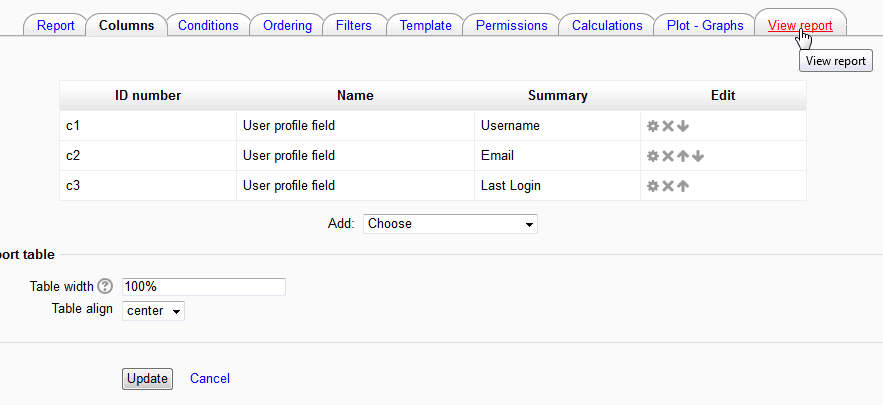 Report Columns Conditions Ordering Filters Template Permissions Calculations Plot - Graphs View report
View report
ID number Name Summary Edit
c1 User profile field Username
c2 User profile field Email
c3 User profile field Last Login
Add: Choose
ort table
Table width ? 100%
Table align center
Update Cancel